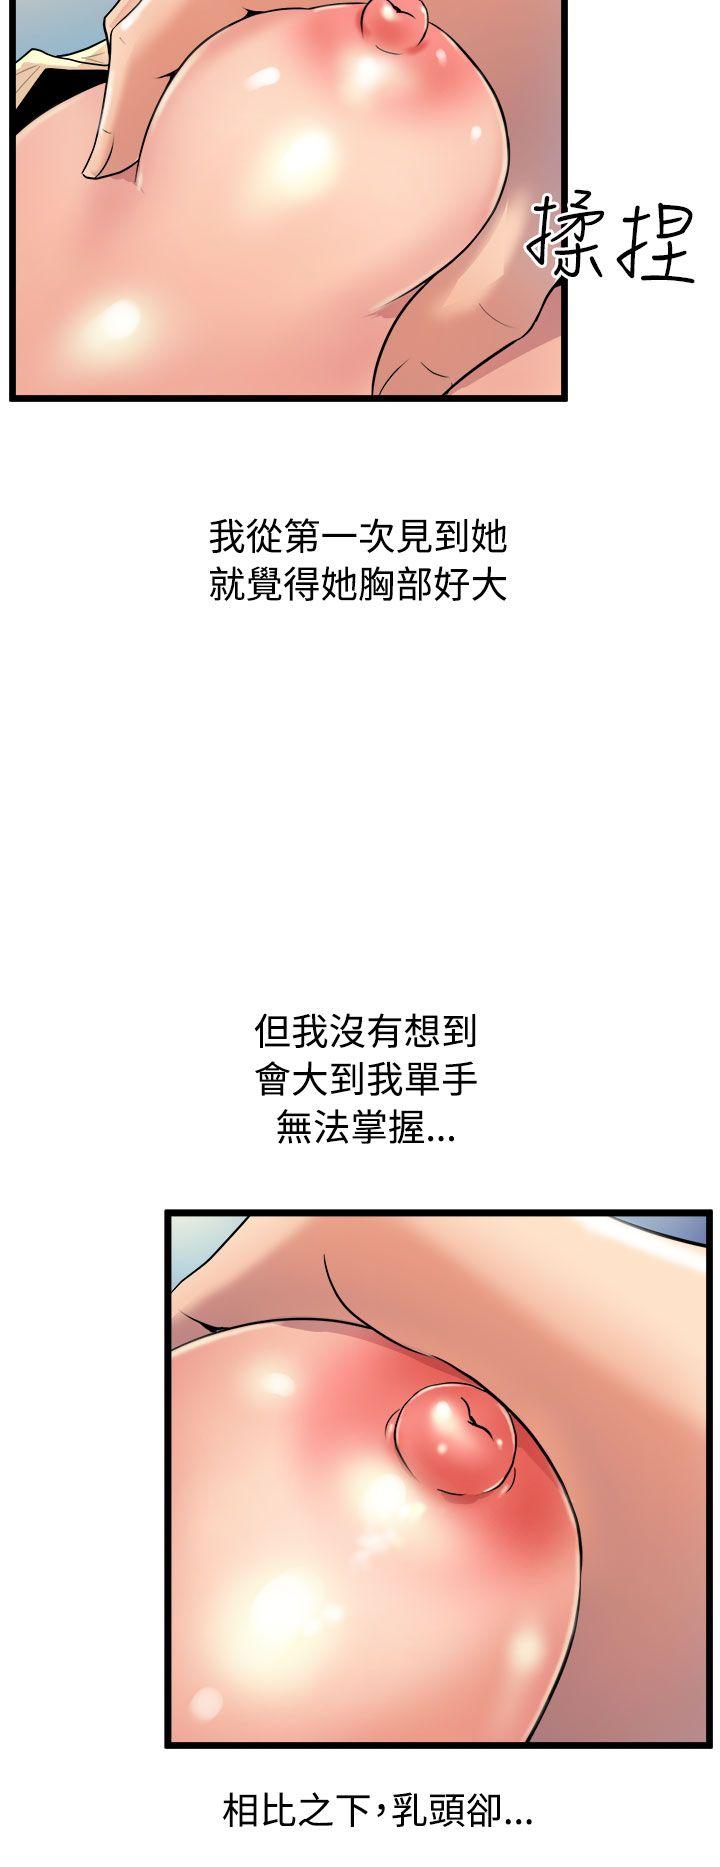 揉捏
我從第一次見到她
就覺得她胸部好大
但我沒有想到
會大到我單手
無法掌握...
相比之下,乳頭卻...